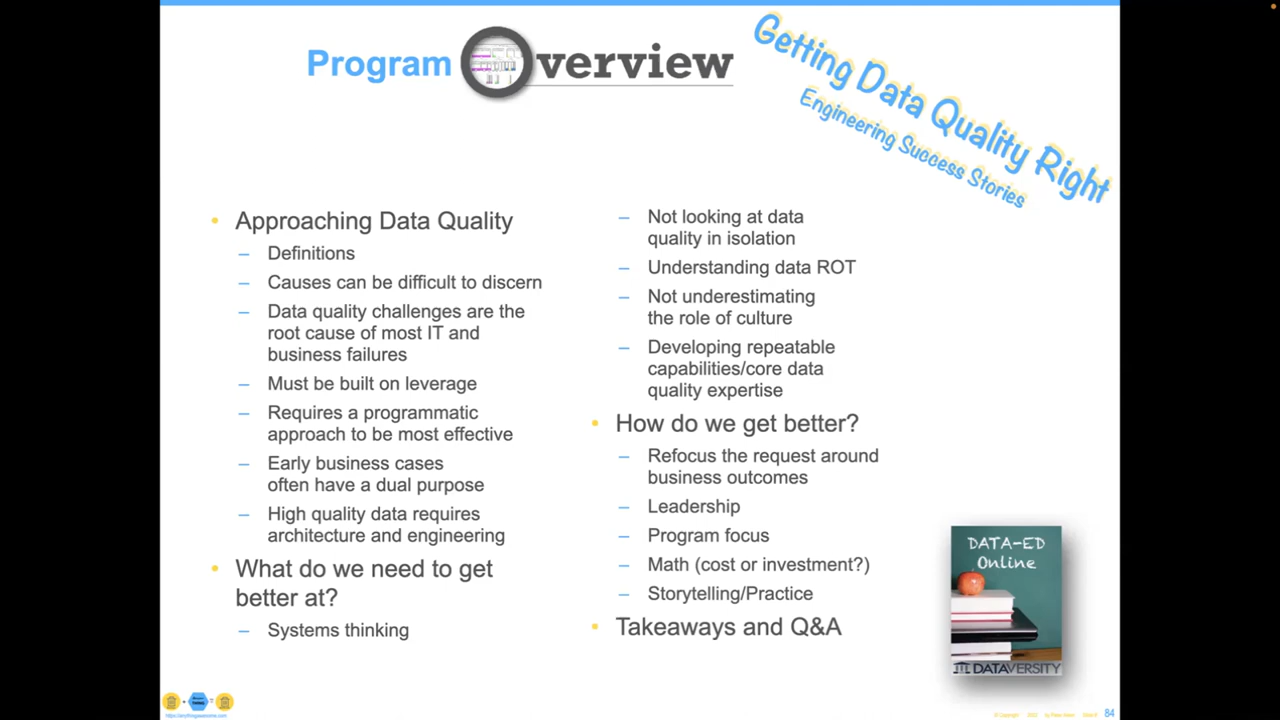 Program Overview
Getting Data Quality Right
Engineering Success Stories
• Approaching Data Quality
– Definitions
– Causes can be difficult to discern
– Data quality challenges are the
root cause of most IT and
business failures
– Must be built on leverage
– Requires a programmatic
approach to be most effective
– Early business cases
often have a dual purpose
– High quality data requires
architecture and engineering
• What do we need to get
better at?
– Systems thinking
– Not looking at data
quality in isolation
– Understanding data ROT
– Not underestimating
the role of culture
– Developing repeatable
capabilities/core data
quality expertise
• How do we get better?
– Refocus the request around
business outcomes
– Leadership
– Program focus
– Math (cost or investment?)
– Storytelling/Practice
• Takeaways and Q&A
DATA-ED
Online
DATAVERSITY
https://anythingawesome.com
© Copyright
84